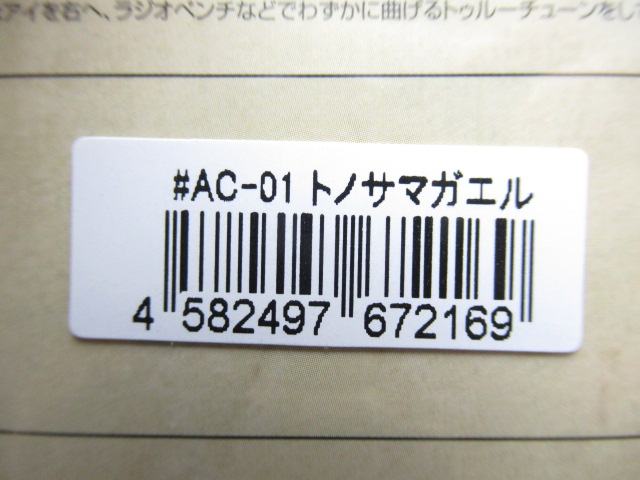 アイを右へ、ラジオペンチなどでわずかに曲げるトゥルーチューンをし
#AC-01 トノサマガエル
4 582497 672169